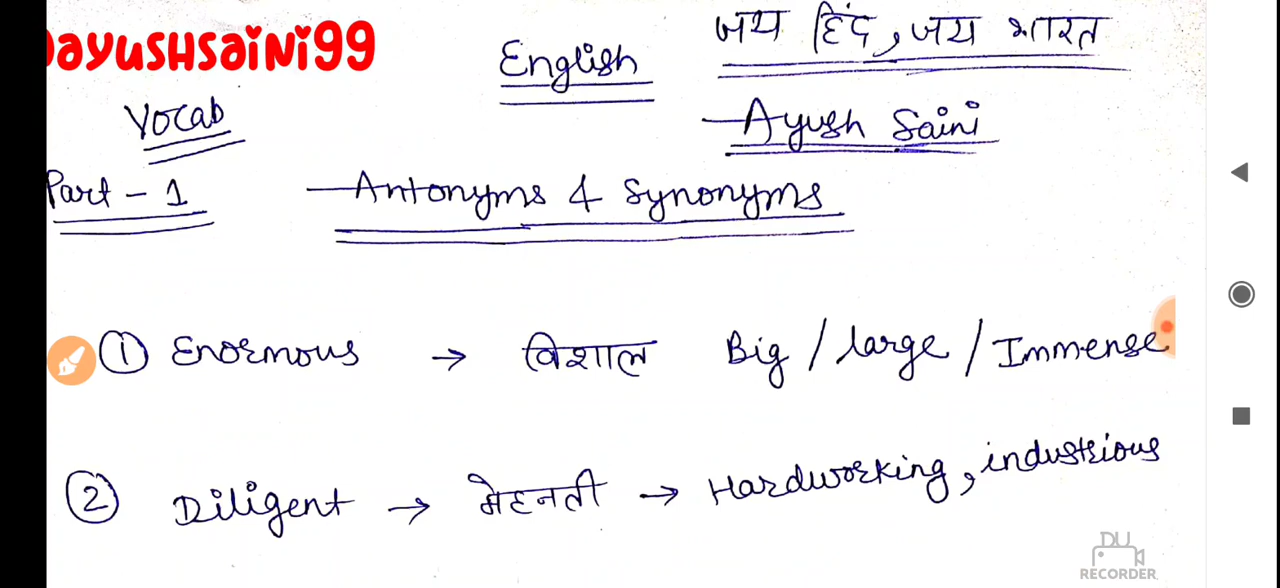 ayushsaini99
English
जय हिंद, जय भारत
Vocab
- Ayush Saini
Part - 1
- Antonyms & Synonyms
① Enormous → विशाल Big / large / Immense
② Diligent → मेहनती → Hardworking, industrious
DU
RECORDER